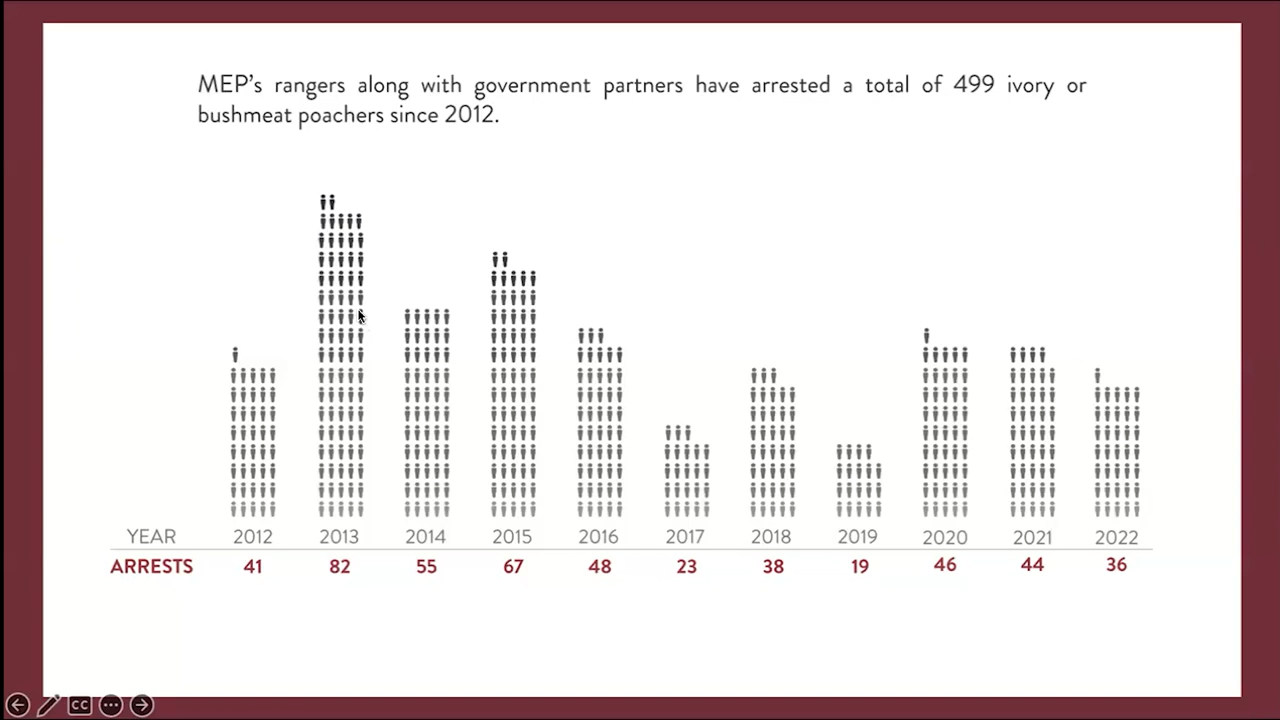 MEP's rangers along with government partners have arrested a total of 499 ivory or
bushmeat poachers since 2012.
YEAR 2012 2013 2014 2015 2016 2017 2018 2019 2020 2021 2022
ARRESTS 41 82 55 67 48 23 38 19 46 44 36
CC